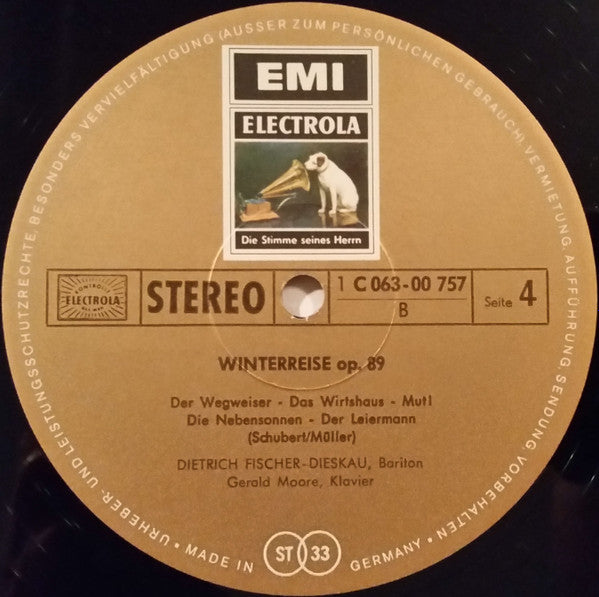 EMI
ELECTROLA
Die Stimme seines Herrn
ELECTROLA
STEREO
1 C 063-00 757
B
Seite 4
WINTERREISE op. 89
Der Wegweiser - Das Wirtshaus - Mut!
Die Nebensonnen - Der Leiermann
(Schubert/Müller)
DIETRICH FISCHER-DIESKAU, Bariton
Gerald Moore, Klavier
URHEBER- UND LEISTUNGSSCHUTZRECHTE, BESONDERS VERVIELFÄLTIGUNG (AUSSER ZUM PERSÖNLICHEN GEBRAUCH), VERMIETUNG, AUFFÜHRUNG, SENDUNG VORBEHALTEN •
• MADE IN ST 33 GERMANY •